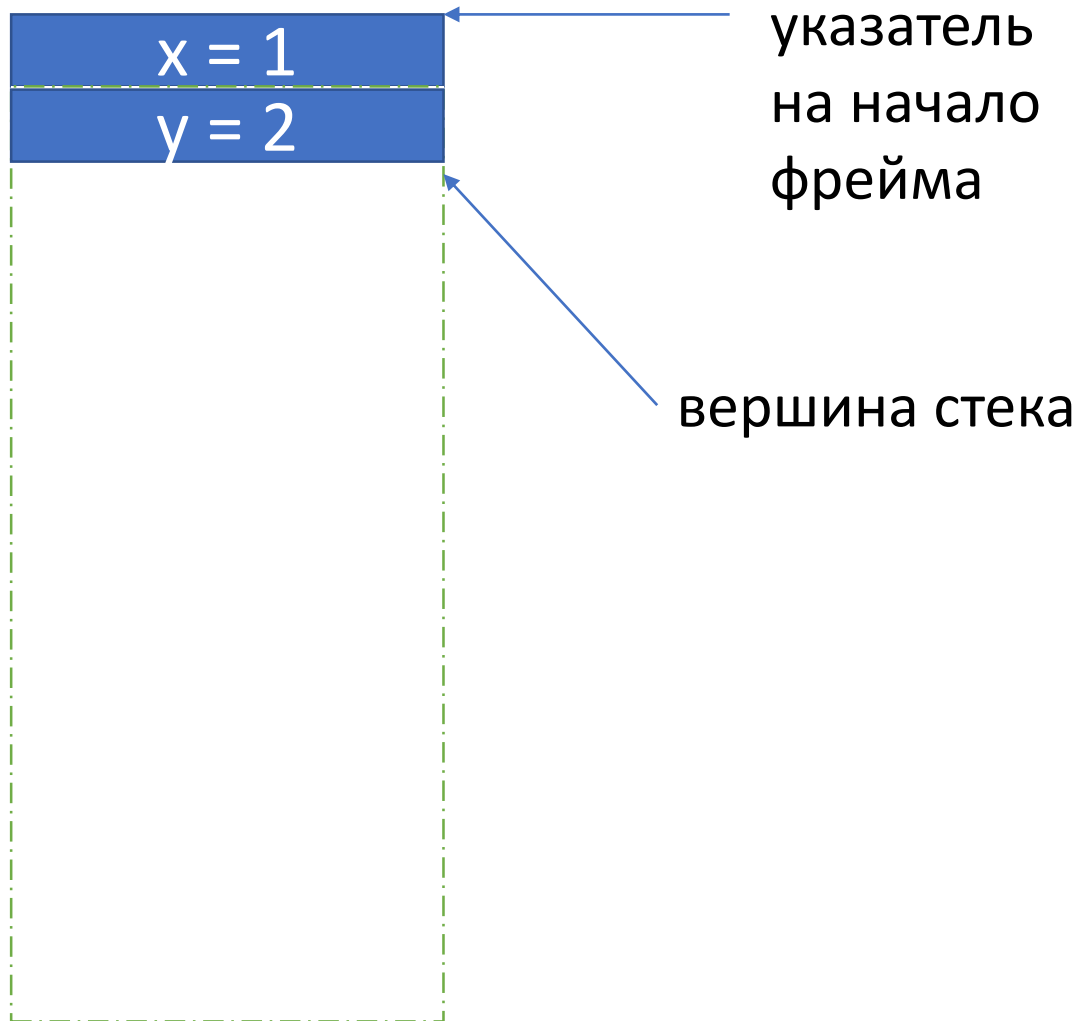 x = 1
y = 2
указатель
на начало
фрейма
вершина стека